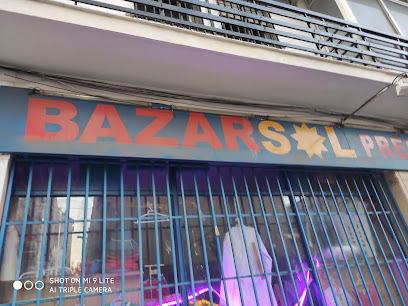 BAZARSOL PRE
SHOT ON MI 9 LITE
AI TRIPLE CAMERA